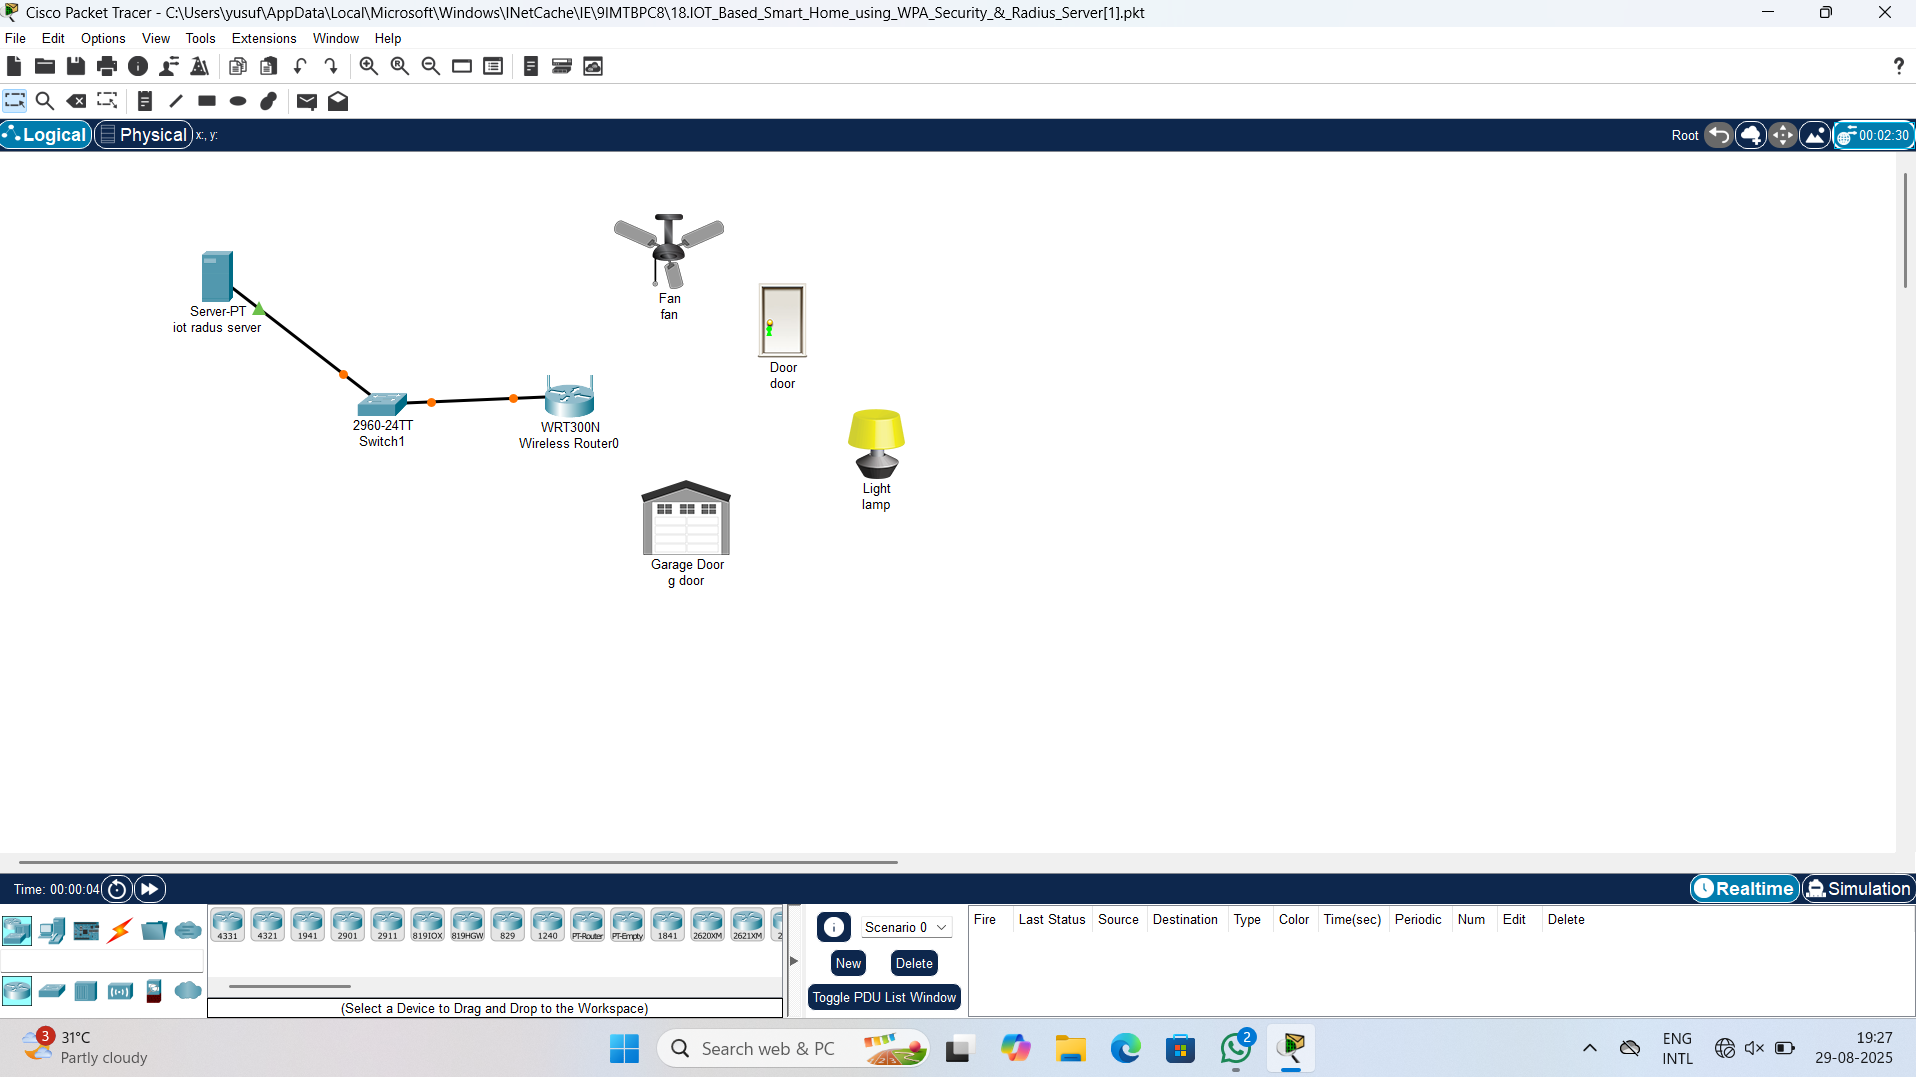 Cisco Packet Tracer - C:\Users\yusuf\AppData\Local\Microsoft\Windows\INetCache\IE\9IMTBPC8\18.IOT_Based_Smart_Home_using_WPA_Security_&_Radius_Server[1].pkt
File Edit Options View Tools Extensions Window Help
?
Logical Physical x:, y: Root 00:02:30
Fan
fan
Server-PT
iot radus server
Door
door
2960-24TT
Switch1
WRT300N
Wireless Router0
Light
lamp
Garage Door
g door
Time: 00:00:04 Realtime Simulation
4331 4321 1941 2901 2911 819IOX 819HGW 829 1240 PT-Router PT-Empty 1841 2620XM 2621XM
Scenario 0
New Delete
Toggle PDU List Window
Fire Last Status Source Destination Type Color Time(sec) Periodic Num Edit Delete
(Select a Device to Drag and Drop to the Workspace)
3
31°C
Partly cloudy
Search web & PC
2
ENG
INTL
19:27
29-08-2025